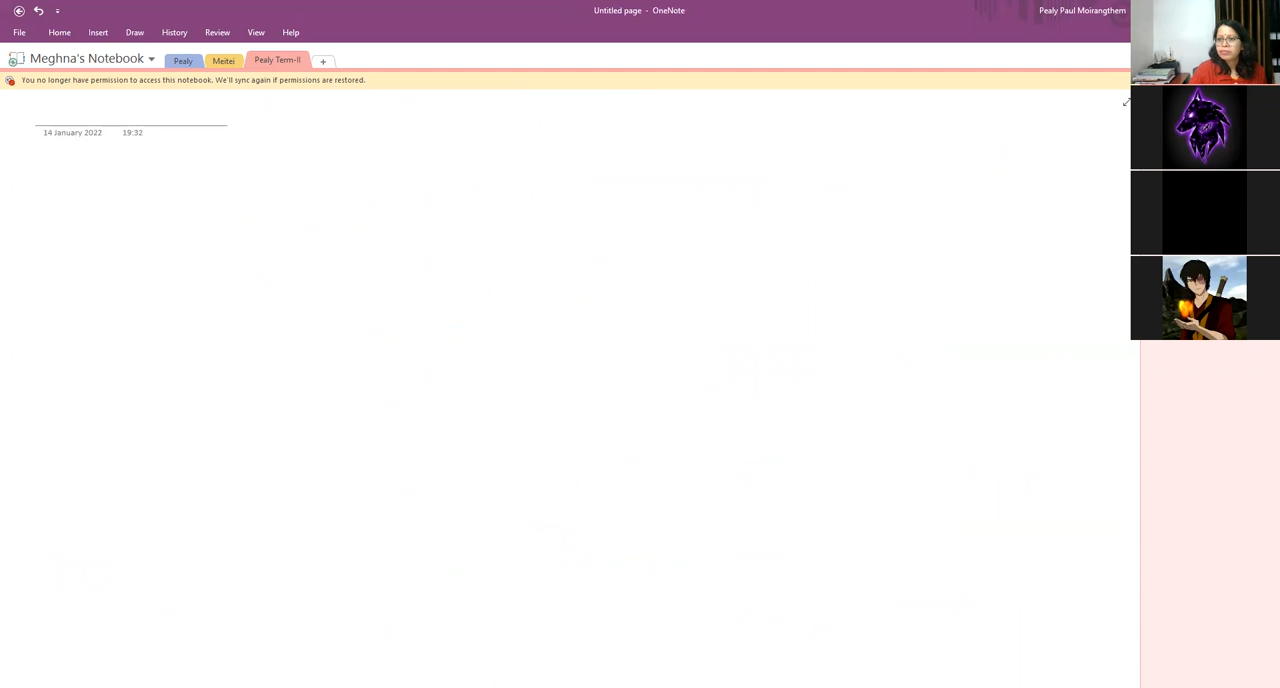 Untitled page - OneNote
Pealy Paul Moirangthem
File Home Insert Draw History Review View Help
Meghna's Notebook Pealy Meitei Pealy Term-II +
You no longer have permission to access this notebook. We'll sync again if permissions are restored.
14 January 2022 19:32